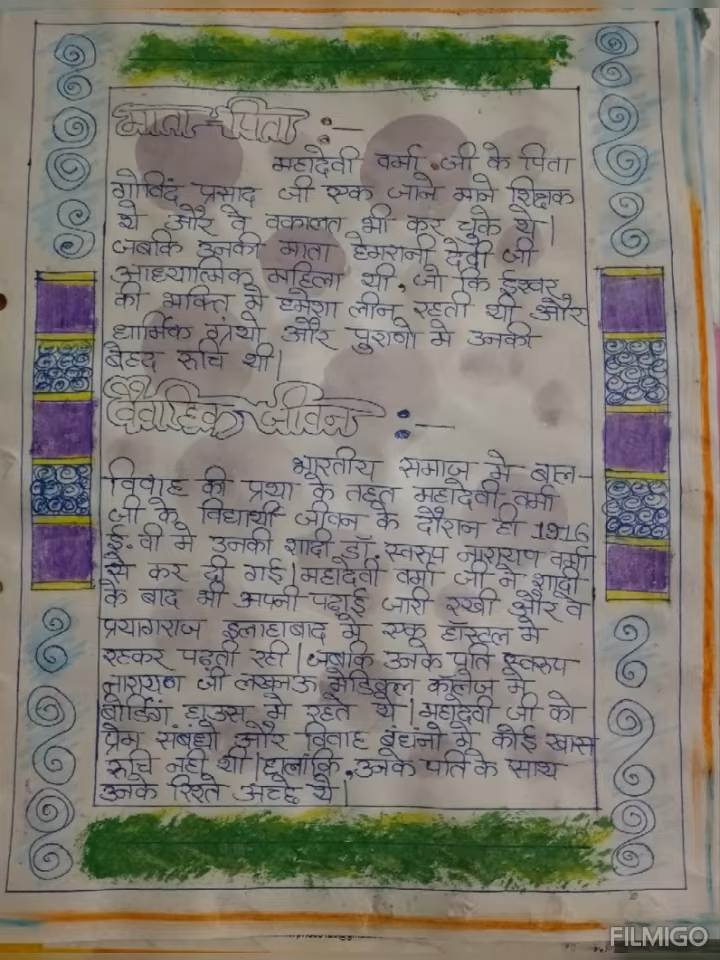 माता - पिता :-
महादेवी वर्मा जी के पिता
गोविंद प्रसाद जी एक जाने माने शिक्षक
थे और वे वकालत भी कर चुके थे।
जबकि उनकी माता हेमरानी देवी जी
आध्यात्मिक महिला थी, जो कि ईश्वर
की भक्ति में हमेशा लीन रहती थी और
धार्मिक ग्रंथो और पुराणो मे उनकी
बेहद रूचि थी।
वैवाहिक जीवन :-
भारतीय समाज मे बाल-
विवाह की प्रथा के तहत महादेवी वर्मा
जी के विद्यार्थी जीवन के दौरान ही 1916
ई. वी मे उनकी शादी डॉ. स्वरूप नारायण वर्मा
से कर दी गई। महादेवी वर्मा जी ने शादी
के बाद भी अपनी पढ़ाई जारी रखी और वे
प्रयागराज इलाहाबाद में एक हॉस्टल मे
रहकर पढ़ती रही। जबकि उनके पति स्वरूप
नारायण जी लखनऊ मेडिकल कॉलेज मे
बोर्डिंग हाउस मे रहते थे। महादेवी जी को
प्रेम संबंधो और विवाह बंधनो मे कोई खास
रूचि नही थी। हालांकि, उनके पति के साथ
उनके रिश्ते अच्छे थे।
FILMIGO